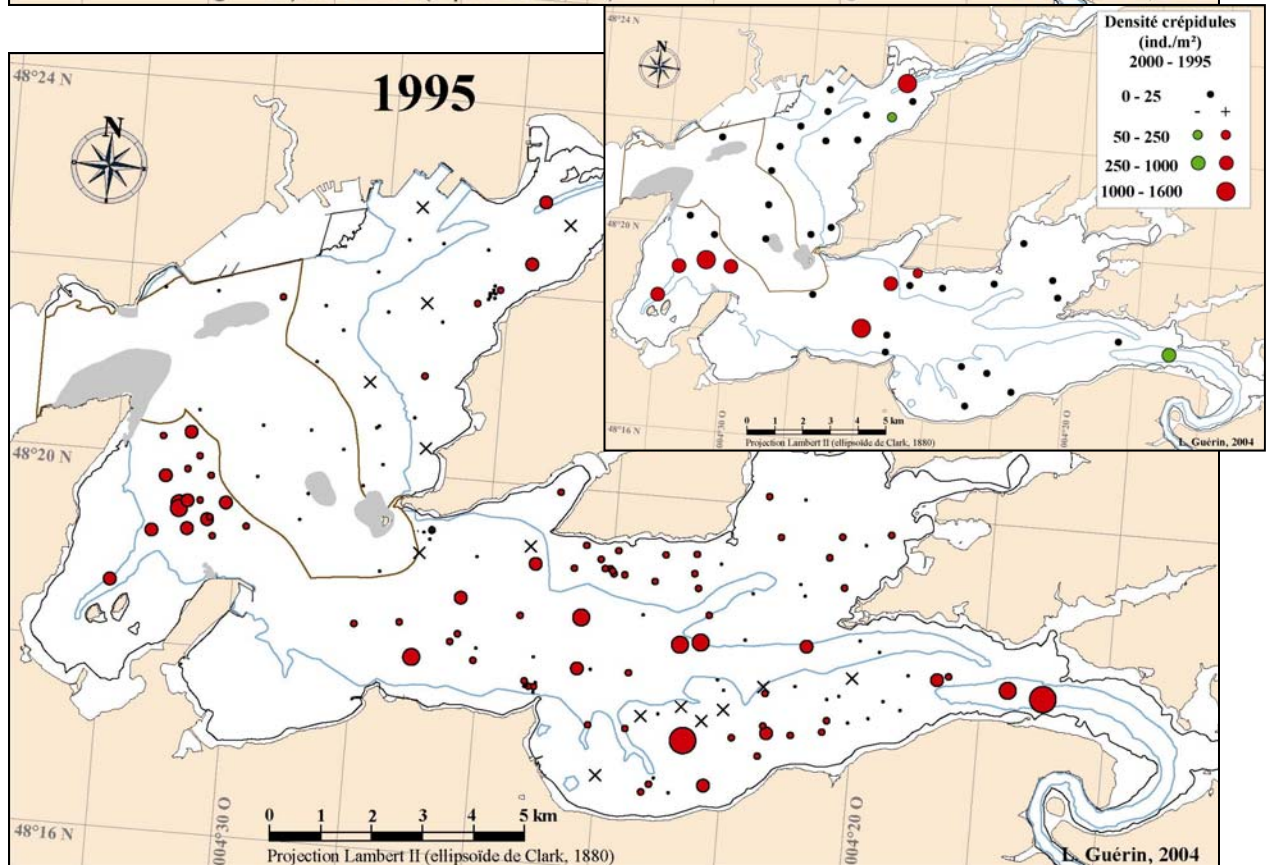 48°24 N
1995
N
48°20 N
48°16 N
004°30 O
004°20 O
0 1 2 3 4 5 km
Projection Lambert II (ellipsoïde de Clark, 1880)
L. Guérin, 2004
48°24 N
N
48°20 N
48°16 N
004°30 O
004°20 O
0 1 2 3 4 5 km
Projection Lambert II (ellipsoïde de Clark, 1880)
L. Guérin, 2004
Densité crépidules
(ind./m²)
2000 - 1995
0 - 25
- +
50 - 250
250 - 1000
1000 - 1600